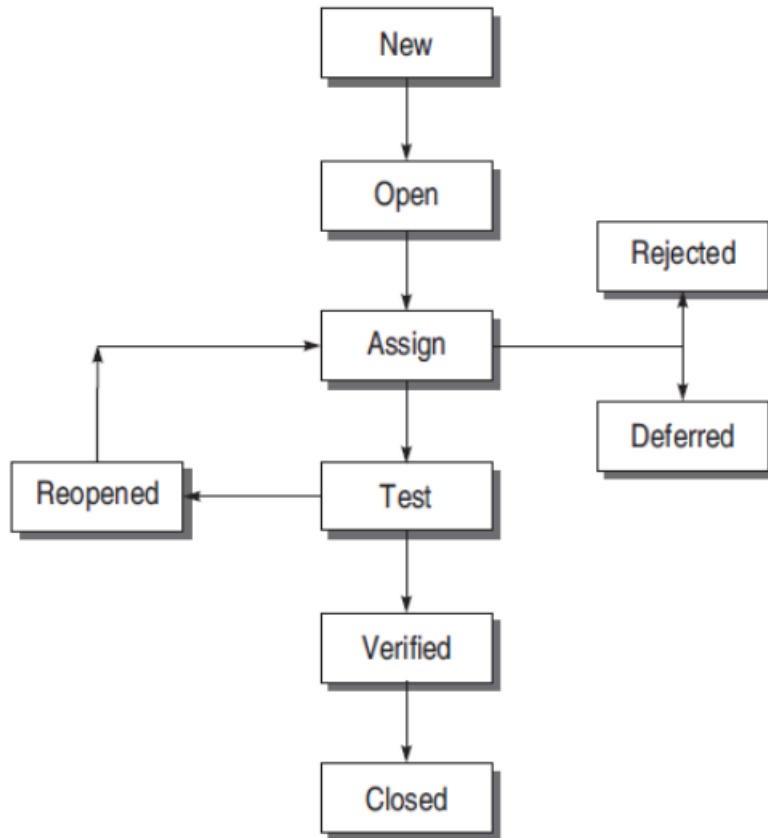 New
Open
Rejected
Assign
Deferred
Reopened
Test
Verified
Closed